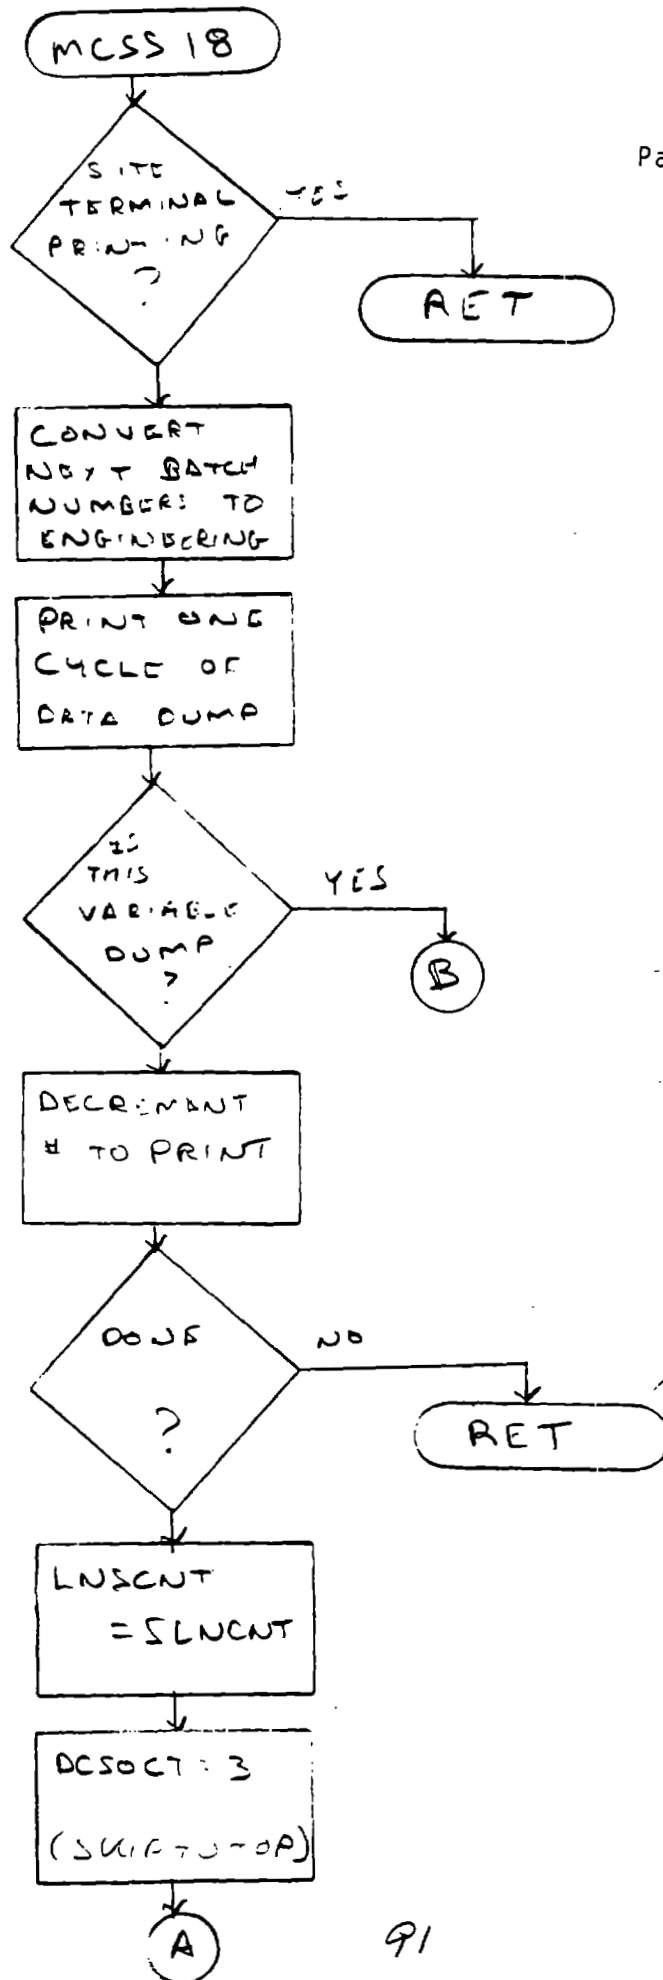 MCSS 18
Pa
SITE
TERMINAL
PRINTING
?
YES
RET
CONVERT
NEXT BATCH
NUMBERS TO
ENGINEERING
PRINT ONE
CYCLE OF
DATA DUMP
IS
THIS
VARIABLE
DUMP
?
YES
B
DECREMANT
# TO PRINT
DONE
?
NO
RET
LNSCNT
= SLNCNT
DCSOCT = 3
(SKIP-TO-TOP)
A
91